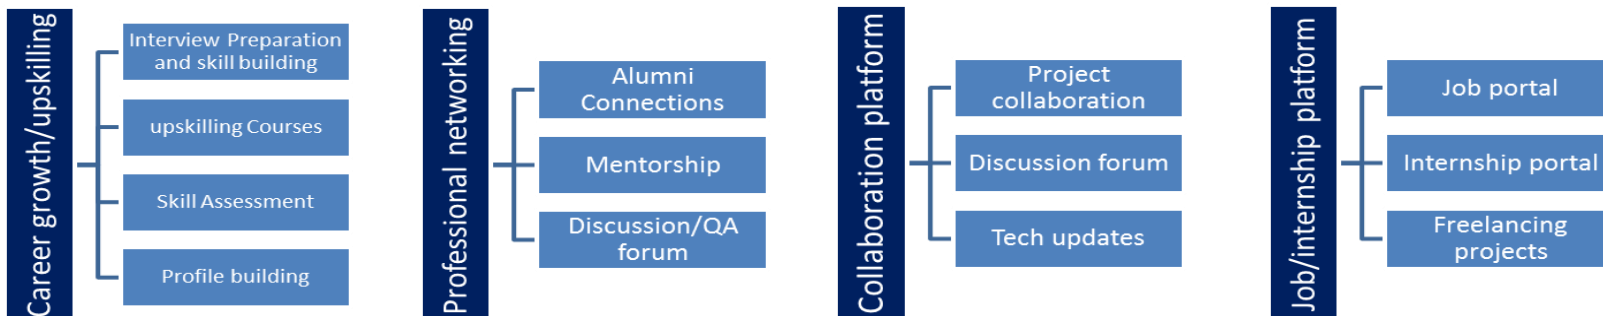 Career growth/upskilling
Interview Preparation
and skill building
upskilling Courses
Skill Assessment
Profile building
Professional networking
Alumni
Connections
Mentorship
Discussion/QA
forum
Collaboration platform
Project
collaboration
Discussion forum
Tech updates
Job/internship platform
Job portal
Internship portal
Freelancing
projects